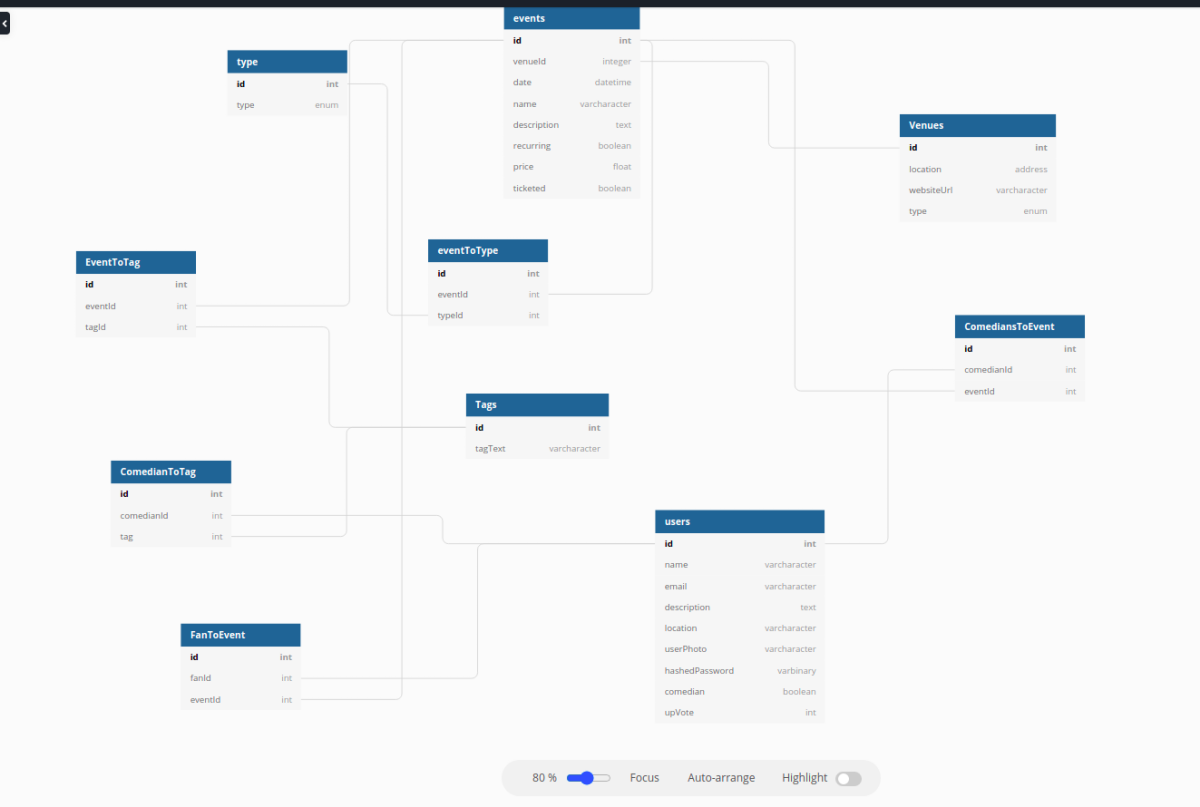 events
id int
venueId integer
date datetime
name varcharacter
description text
recurring boolean
price float
ticketed boolean
type
id int
type enum
Venues
id int
location address
websiteUrl varcharacter
type enum
eventToType
id int
eventId int
typeId int
EventToTag
id int
eventId int
tagId int
ComediansToEvent
id int
comedianId int
eventId int
Tags
id int
tagText varcharacter
ComedianToTag
id int
comedianId int
tag int
users
id int
name varcharacter
email varcharacter
description text
location varcharacter
userPhoto varcharacter
hashedPassword varbinary
comedian boolean
upVote int
FanToEvent
id int
fanId int
eventId int
80 % Focus Auto-arrange Highlight